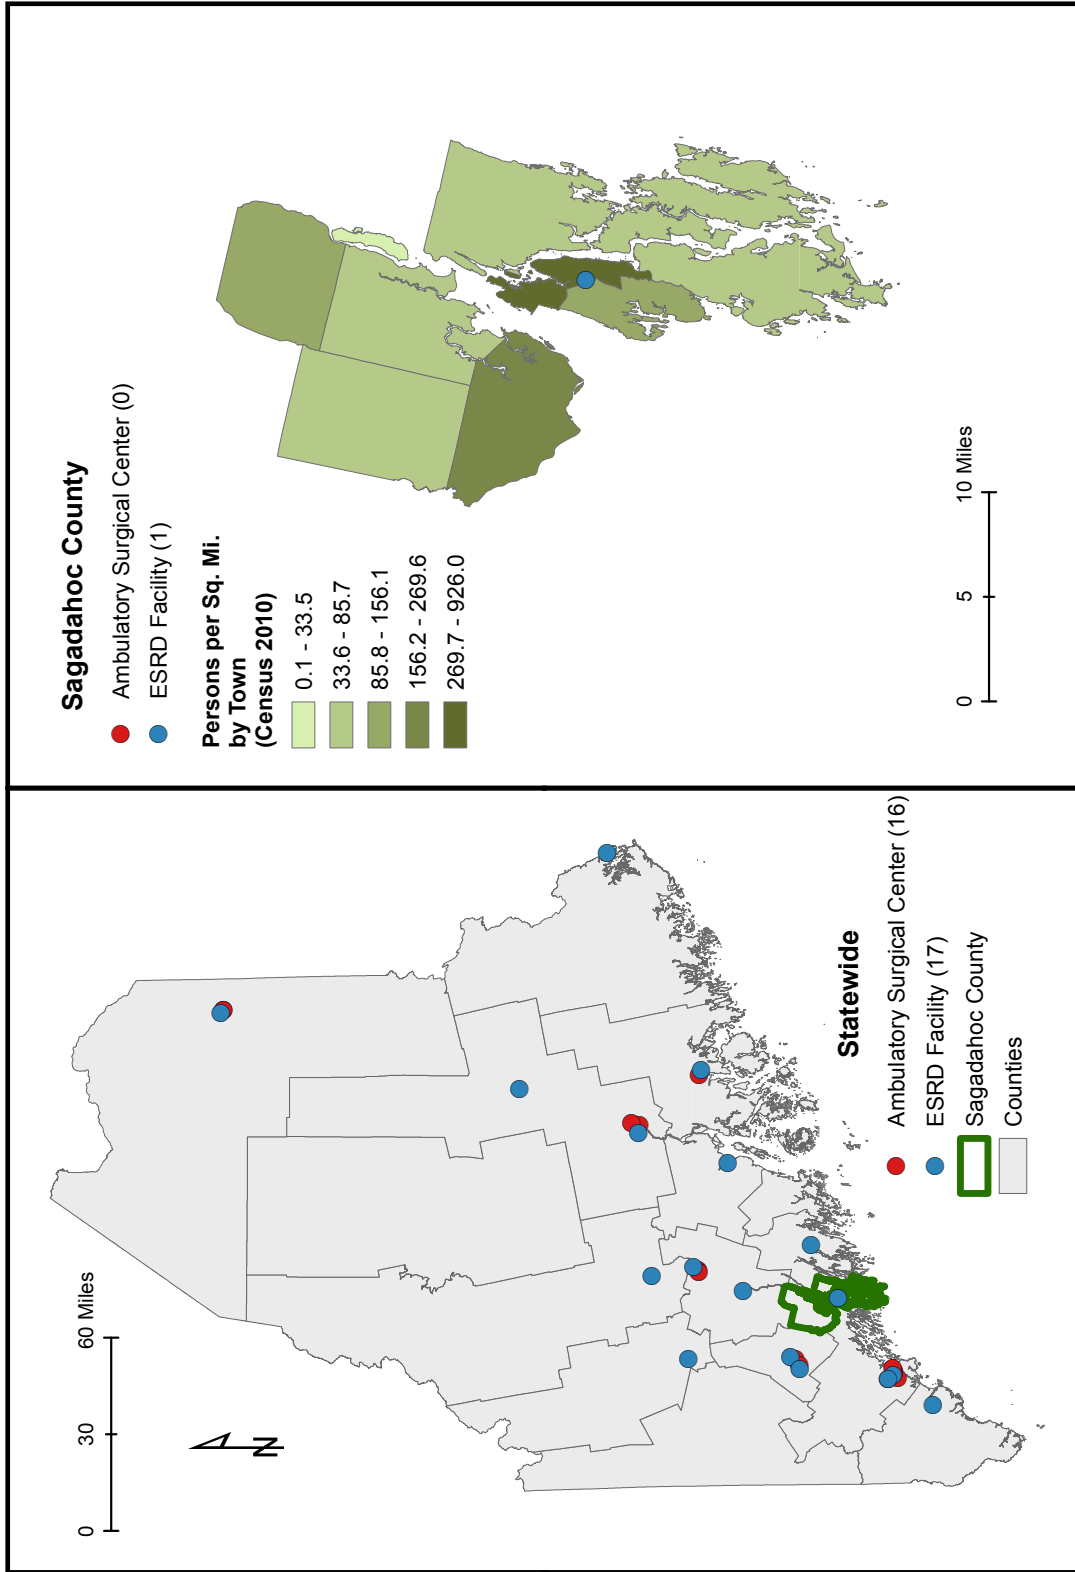 0 30 60 Miles
N
Statewide
Ambulatory Surgical Center (16)
ESRD Facility (17)
Sagadahoc County
Counties
Sagadahoc County
Ambulatory Surgical Center (0)
ESRD Facility (1)
Persons per Sq. Mi.
by Town
(Census 2010)
0.1 - 33.5
33.6 - 85.7
85.8 - 156.1
156.2 - 269.6
269.7 - 926.0
0 5 10 Miles